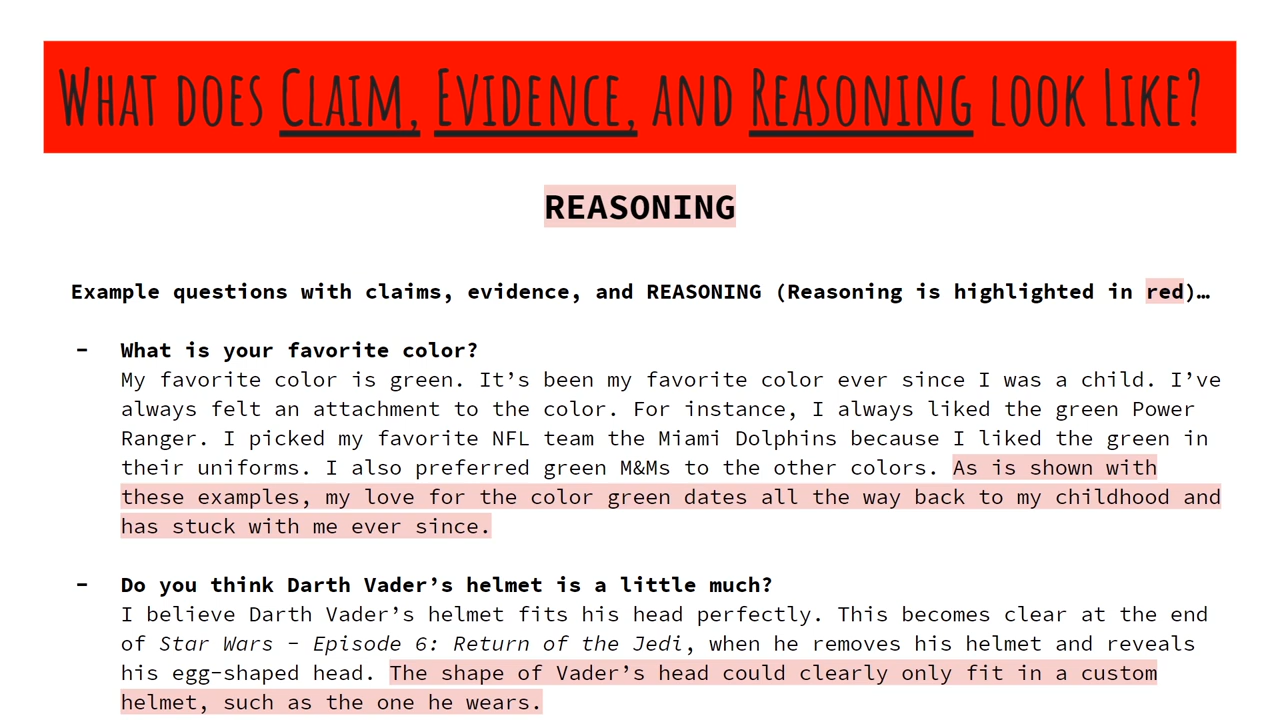 What does Claim, Evidence, and Reasoning look Like?
REASONING
Example questions with claims, evidence, and REASONING (Reasoning is highlighted in red)…
- What is your favorite color?
My favorite color is green. It’s been my favorite color ever since I was a child. I’ve
always felt an attachment to the color. For instance, I always liked the green Power
Ranger. I picked my favorite NFL team the Miami Dolphins because I liked the green in
their uniforms. I also preferred green M&Ms to the other colors. As is shown with
these examples, my love for the color green dates all the way back to my childhood and
has stuck with me ever since.
- Do you think Darth Vader’s helmet is a little much?
I believe Darth Vader’s helmet fits his head perfectly. This becomes clear at the end
of Star Wars - Episode 6: Return of the Jedi, when he removes his helmet and reveals
his egg-shaped head. The shape of Vader’s head could clearly only fit in a custom
helmet, such as the one he wears.